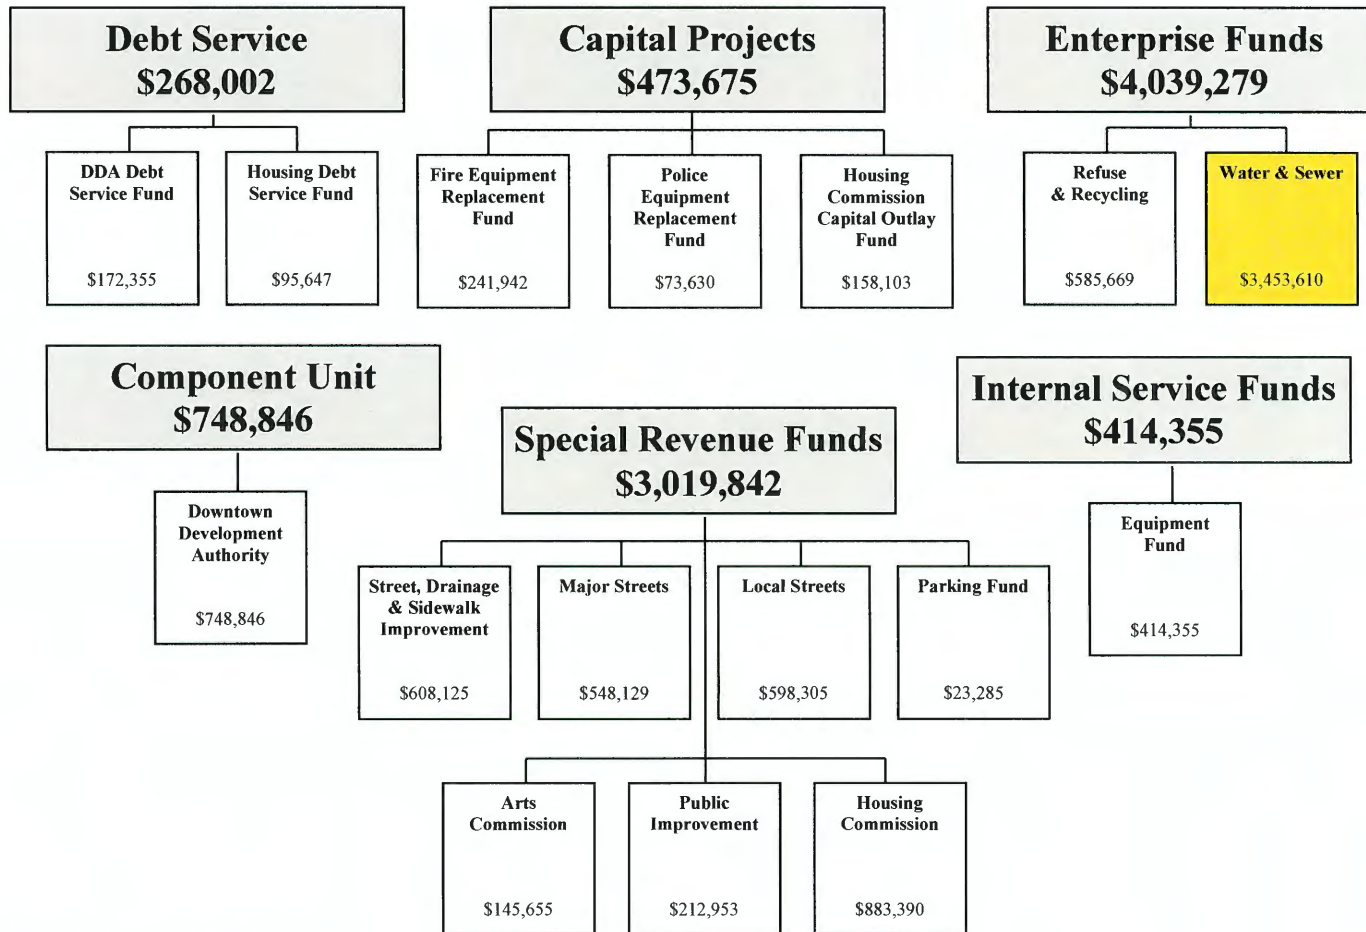 Debt Service
$268,002
Capital Projects
$473,675
Enterprise Funds
$4,039,279
DDA Debt
Service Fund
$172,355
Housing Debt
Service Fund
$95,647
Fire Equipment
Replacement
Fund
$241,942
Police
Equipment
Replacement
Fund
$73,630
Housing
Commission
Capital Outlay
Fund
$158,103
Refuse
& Recycling
$585,669
Water & Sewer
$3,453,610
Component Unit
$748,846
Downtown
Development
Authority
$748,846
Special Revenue Funds
$3,019,842
Internal Service Funds
$414,355
Equipment
Fund
$414,355
Street, Drainage
& Sidewalk
Improvement
$608,125
Major Streets
$548,129
Local Streets
$598,305
Parking Fund
$23,285
Arts
Commission
$145,655
Public
Improvement
$212,953
Housing
Commission
$883,390